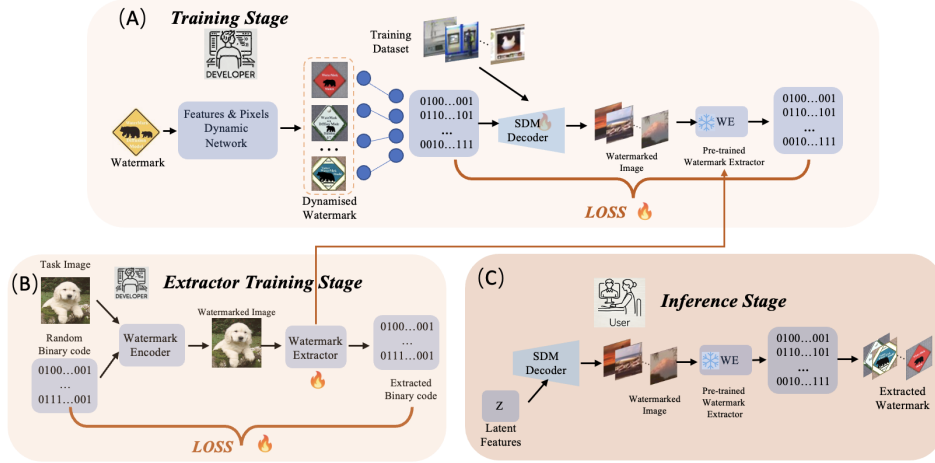 (A)
Training Stage
DEVELOPER
Training
Dataset
Watermark
Features & Pixels
Dynamic
Network
...
Dynamised
Watermark
0100...001
0110...101
...
0010...111
SDM
Decoder
Watermarked
Image
WE
Pre-trained
Watermark Extractor
0100...001
0110...101
...
0010...111
LOSS
(B)
Extractor Training Stage
Task Image
DEVELOPER
Random
Binary code
0100...001
...
0111...001
Watermark
Encoder
Watermarked Image
Watermark
Extractor
0100...001
...
0111...001
Extracted
Binary code
LOSS
(C)
Inference Stage
User
SDM
Decoder
Z
Latent
Features
Watermarked
Image
WE
Pre-trained
Watermark
Extractor
0100...001
0110...101
...
0010...111
Extracted
Watermark